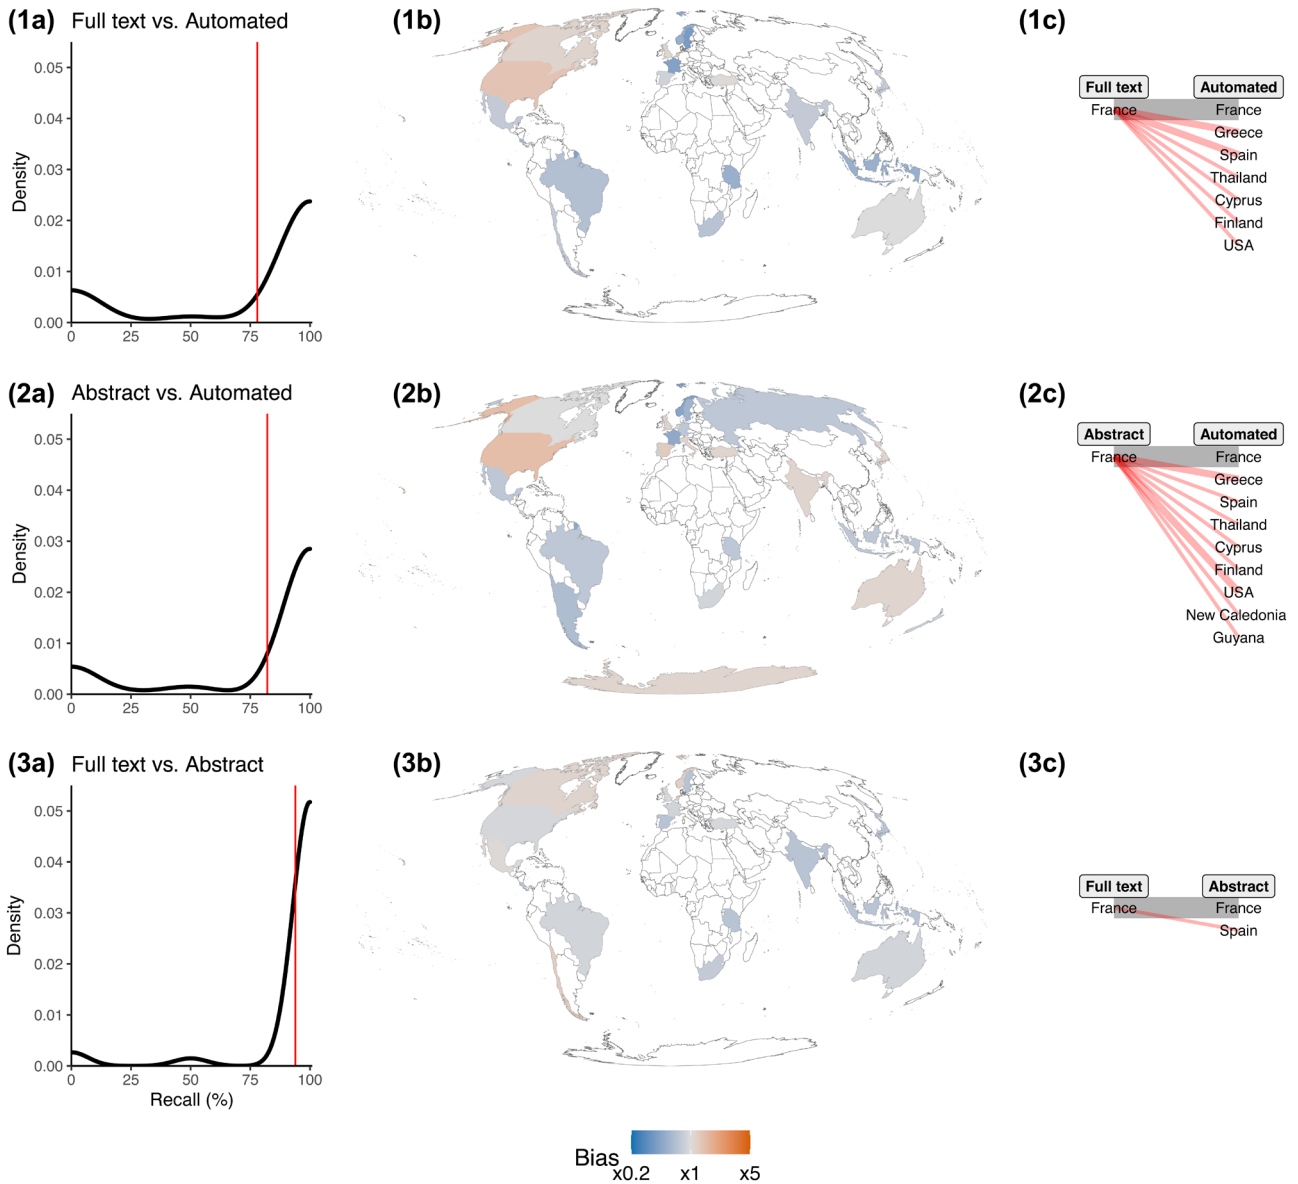 (1a) Full text vs. Automated
0.05
0.04
0.03
0.02
0.01
0.00
Density
0 25 50 75 100
(1b)
(1c)
Full text Automated
France France
Greece
Spain
Thailand
Cyprus
Finland
USA
(2a) Abstract vs. Automated
0.05
0.04
0.03
0.02
0.01
0.00
Density
0 25 50 75 100
(2b)
(2c)
Abstract Automated
France France
Greece
Spain
Thailand
Cyprus
Finland
USA
New Caledonia
Guyana
(3a) Full text vs. Abstract
0.05
0.04
0.03
0.02
0.01
0.00
Density
0 25 50 75 100
Recall (%)
(3b)
(3c)
Full text Abstract
France France
Spain
Bias
x0.2 x1 x5